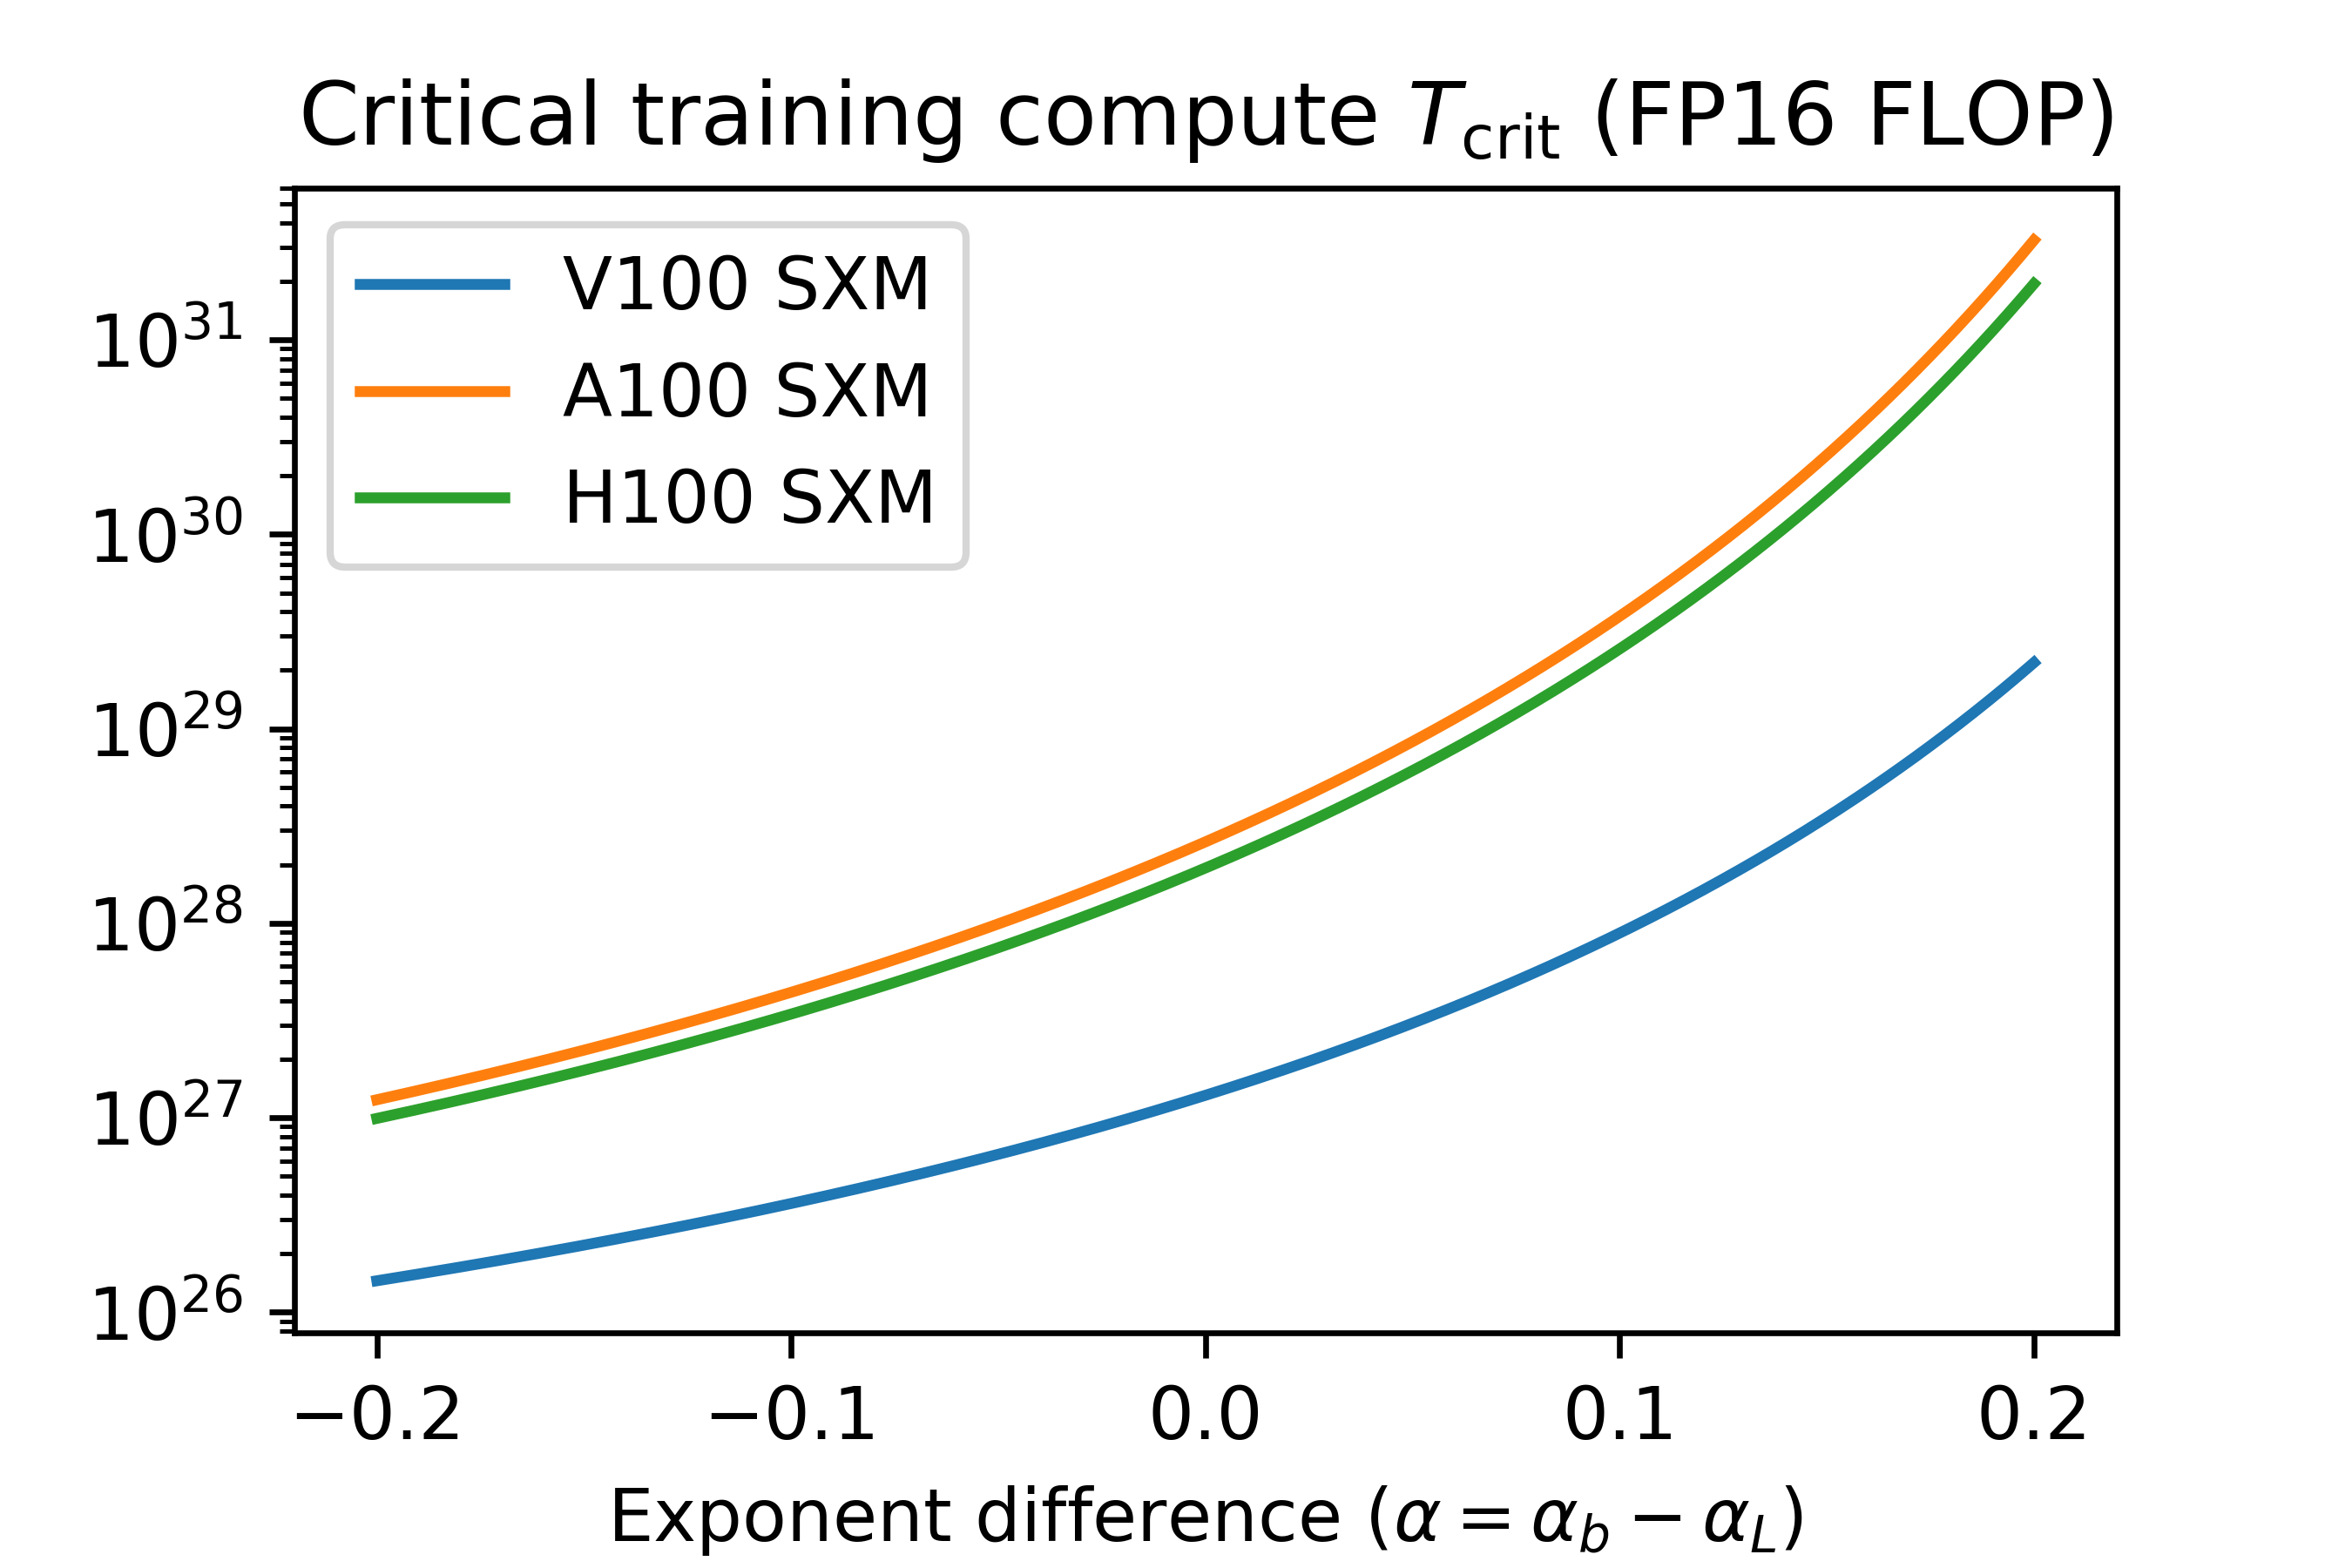 Critical training compute T_crit (FP16 FLOP)
V100 SXM
A100 SXM
H100 SXM
10^31
10^30
10^29
10^28
10^27
10^26
−0.2 −0.1 0.0 0.1 0.2
Exponent difference (α = α_b − α_L)